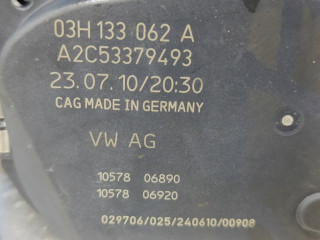 03H 133 062 A
A2C53379493
23.07.10/20:30
CAG MADE IN GERMANY
VW AG
10578 06890
10578 06920
029706/025/240610/00908